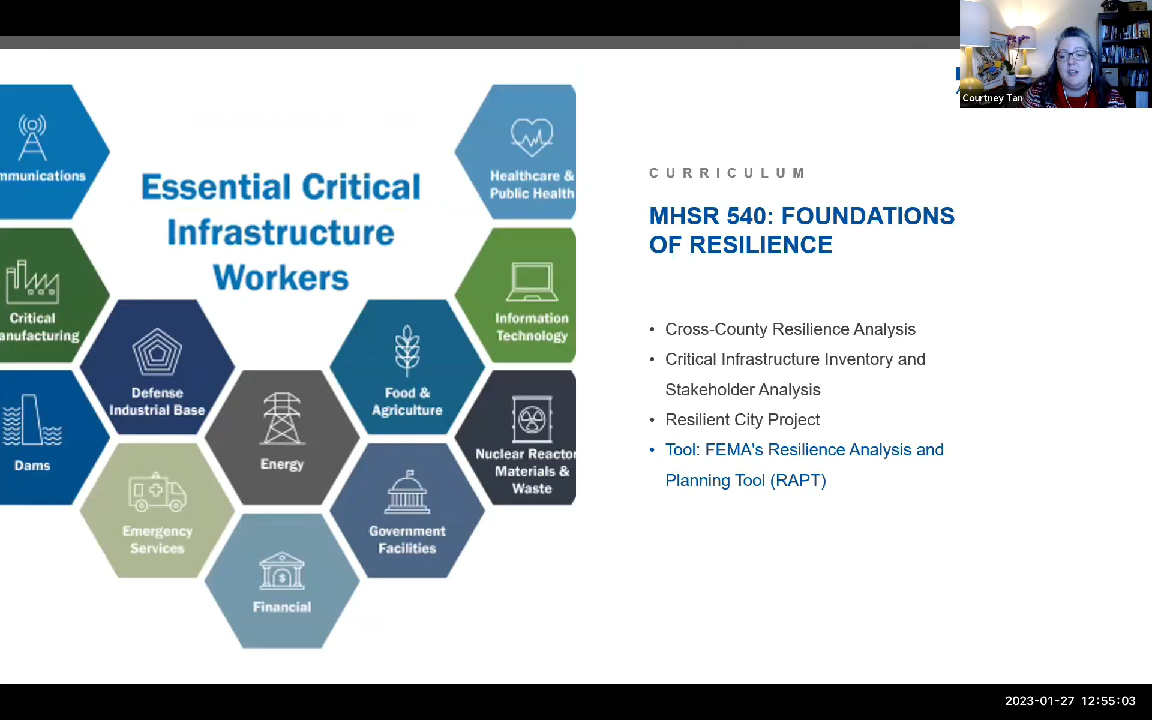 Courtney Tan
mmunications
Essential Critical
Infrastructure
Workers
Healthcare &
Public Health
Critical
anufacturing
Information
Technology
Defense
Industrial Base
Food &
Agriculture
Dams
Energy
Nuclear Reactor
Materials &
Waste
Emergency
Services
Government
Facilities
Financial
CURRICULUM
MHSR 540: FOUNDATIONS
OF RESILIENCE
• Cross-County Resilience Analysis
• Critical Infrastructure Inventory and
Stakeholder Analysis
• Resilient City Project
• Tool: FEMA's Resilience Analysis and
Planning Tool (RAPT)
2023-01-27 12:55:03